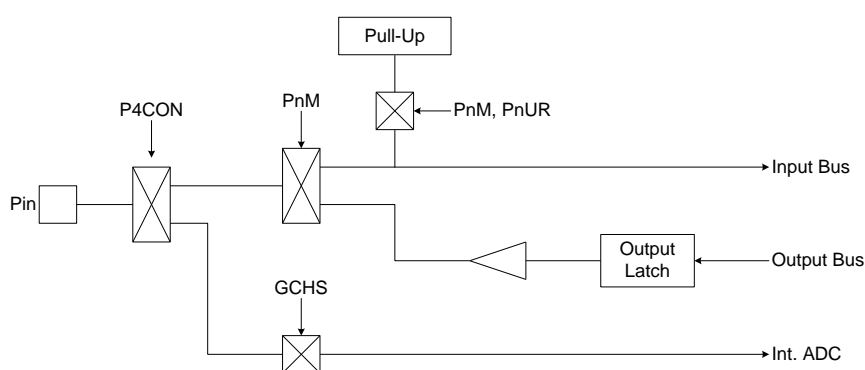 Pull-Up
P4CON
PnM
PnM, PnUR
Input Bus
Pin
Output
Latch
Output Bus
GCHS
Int. ADC